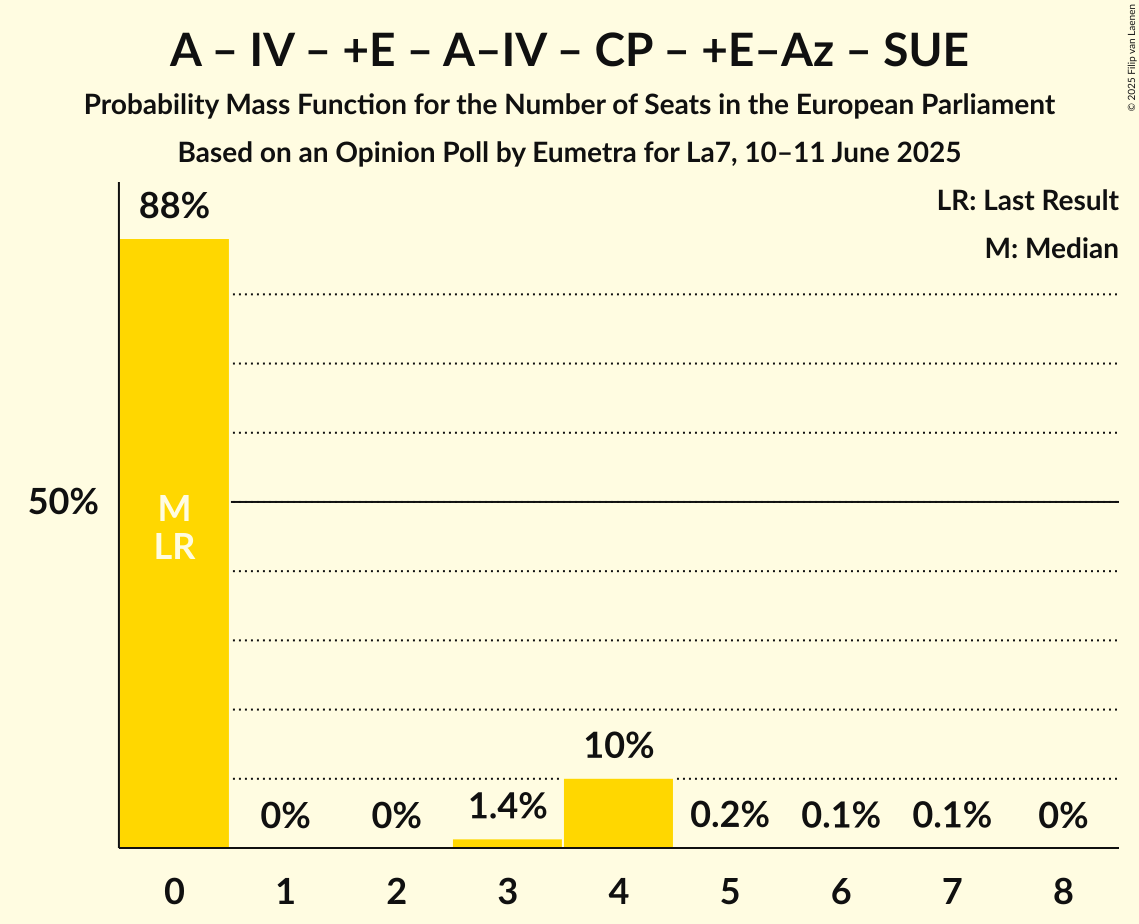 A – IV – +E – A–IV – CP – +E–Az – SUE
Probability Mass Function for the Number of Seats in the European Parliament
Based on an Opinion Poll by Eumetra for La7, 10–11 June 2025
© 2025 Filip van Laenen
LR: Last Result
M: Median
88%
50%
M
LR
0%
0%
1.4%
10%
0.2%
0.1%
0.1%
0%
0 1 2 3 4 5 6 7 8